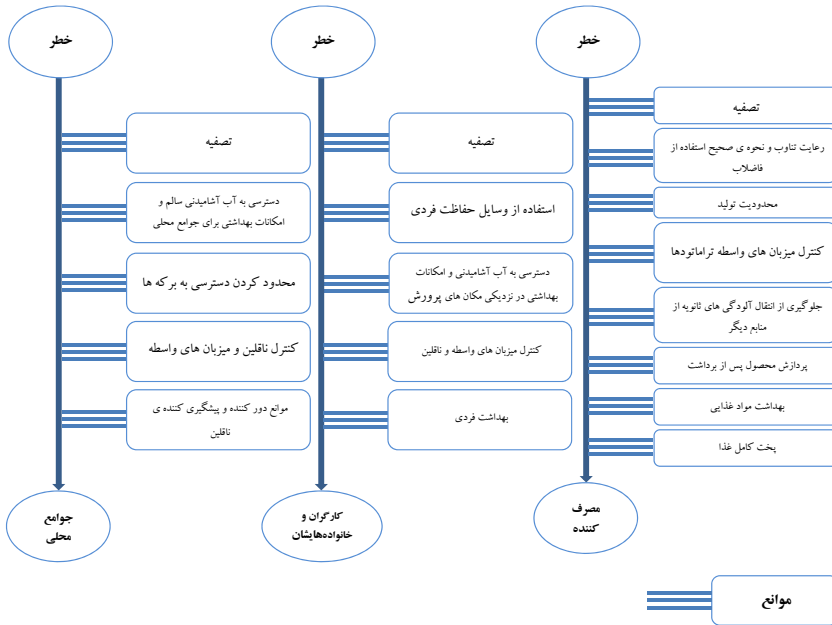 خطر
تصفیه
رعایت تناوب و نحوه ی صحیح استفاده از
فاضلاب
محدودیت تولید
کنترل میزبان های واسطه تراماتودها
جلوگیری از انتقال آلودگی های ثانویه از
منابع دیگر
پردازش محصول پس از برداشت
بهداشت مواد غذایی
پخت کامل غذا
مصرف
کننده
خطر
تصفیه
استفاده از وسایل حفاظت فردی
دسترسی به آب آشامیدنی و امکانات
بهداشتی در نزدیکی مکان های پرورش
کنترل میزبان های واسطه و ناقلین
بهداشت فردی
کارگران و
خانواده‌هایشان
خطر
تصفیه
دسترسی به آب آشامیدنی سالم و
امکانات بهداشتی برای جوامع محلی
محدود کردن دسترسی به برکه ها
کنترل ناقلین و میزبان های واسطه
موانع دور کننده و پیشگیری کننده ی
ناقلین
جوامع
محلی
موانع